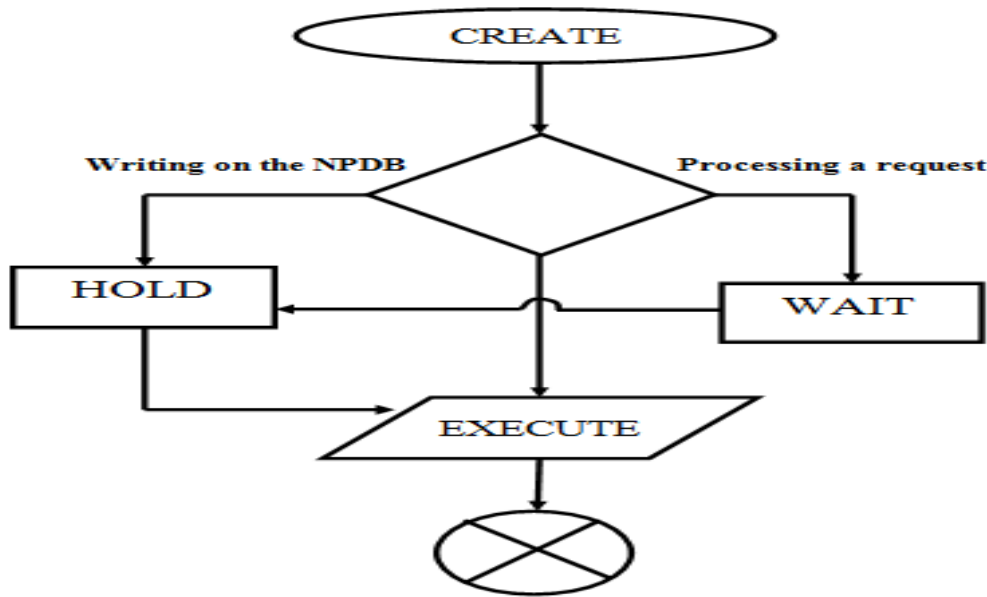 CREATE
Writing on the NPDB
Processing a request
HOLD
WAIT
EXECUTE